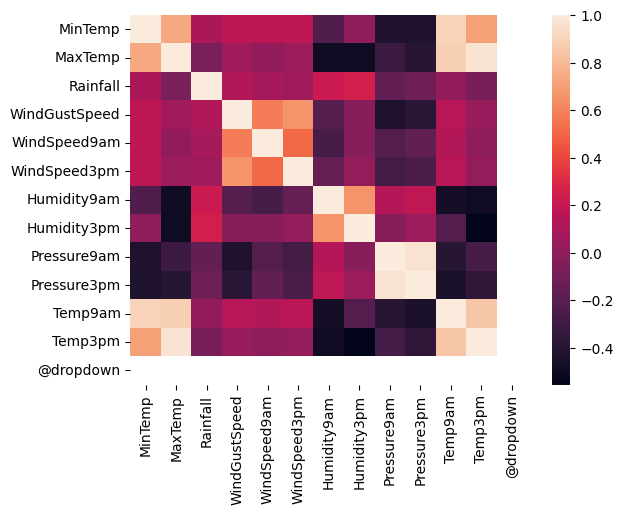 MinTemp
MaxTemp
Rainfall
WindGustSpeed
WindSpeed9am
WindSpeed3pm
Humidity9am
Humidity3pm
Pressure9am
Pressure3pm
Temp9am
Temp3pm
@dropdown
MinTemp
MaxTemp
Rainfall
WindGustSpeed
WindSpeed9am
WindSpeed3pm
Humidity9am
Humidity3pm
Pressure9am
Pressure3pm
Temp9am
Temp3pm
@dropdown
1.0
0.8
0.6
0.4
0.2
0.0
−0.2
−0.4